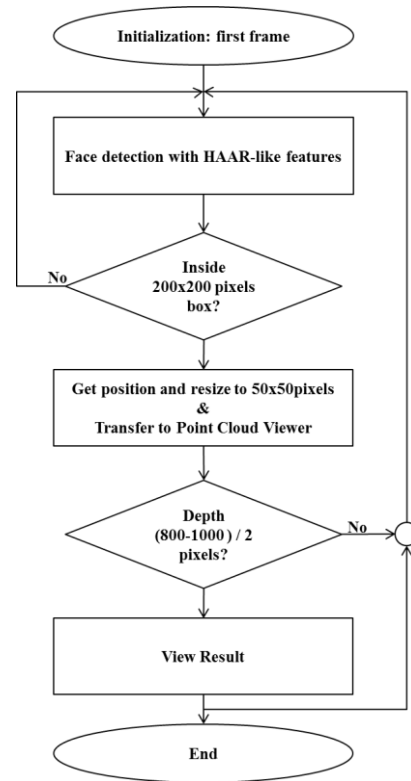 Initialization: first frame
Face detection with HAAR-like features
Inside
200x200 pixels
box?
No
Get position and resize to 50x50pixels
&
Transfer to Point Cloud Viewer
Depth
(800-1000) / 2
pixels?
No
View Result
End